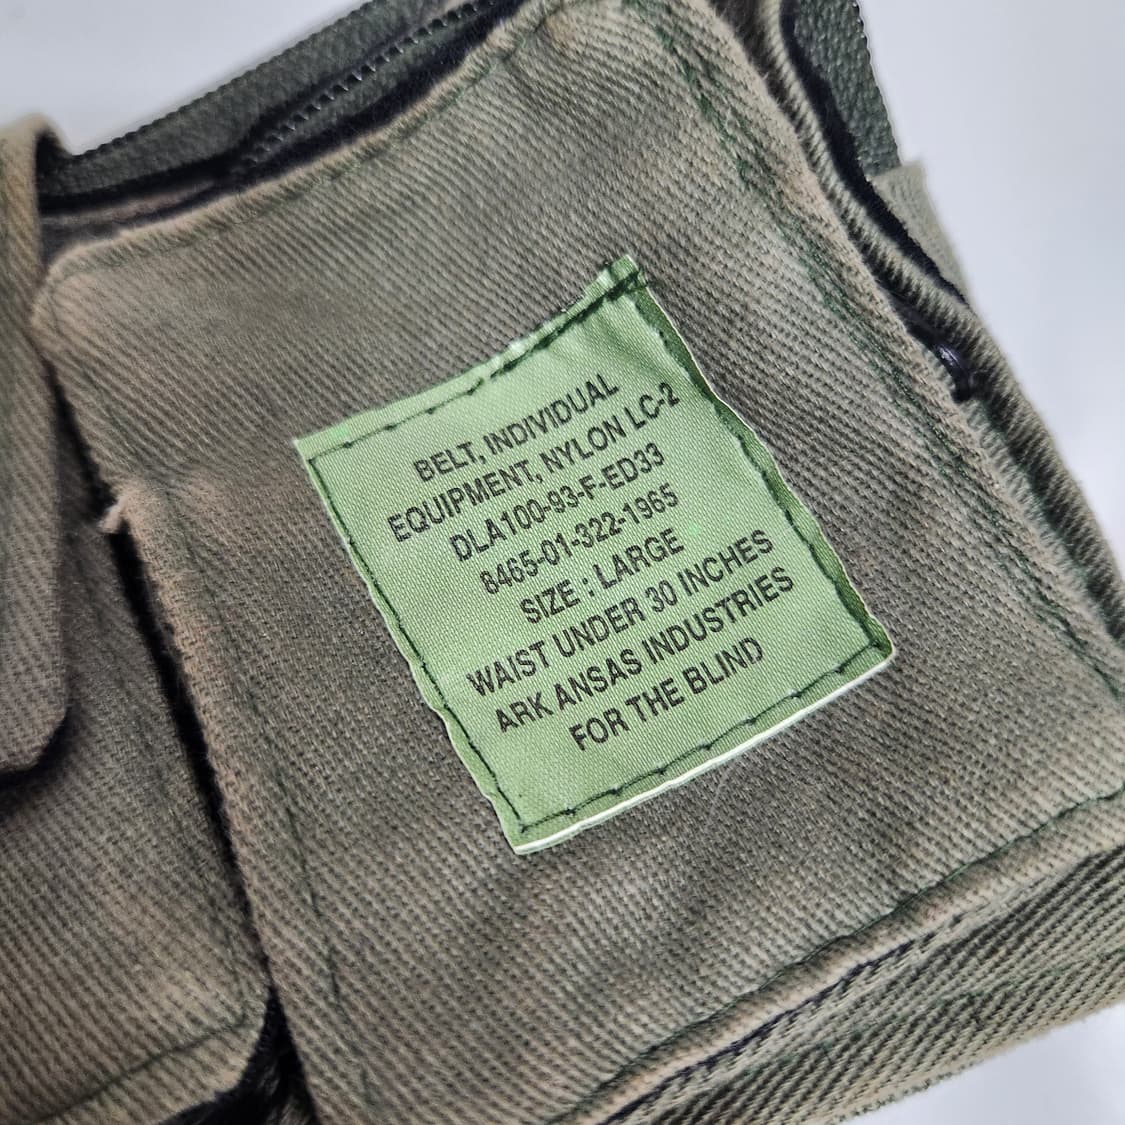 BELT, INDIVIDUAL
EQUIPMENT, NYLON LC-2
DLA100-93-F-ED33
8465-01-322-1965
SIZE : LARGE
WAIST UNDER 30 INCHES
ARK ANSAS INDUSTRIES
FOR THE BLIND